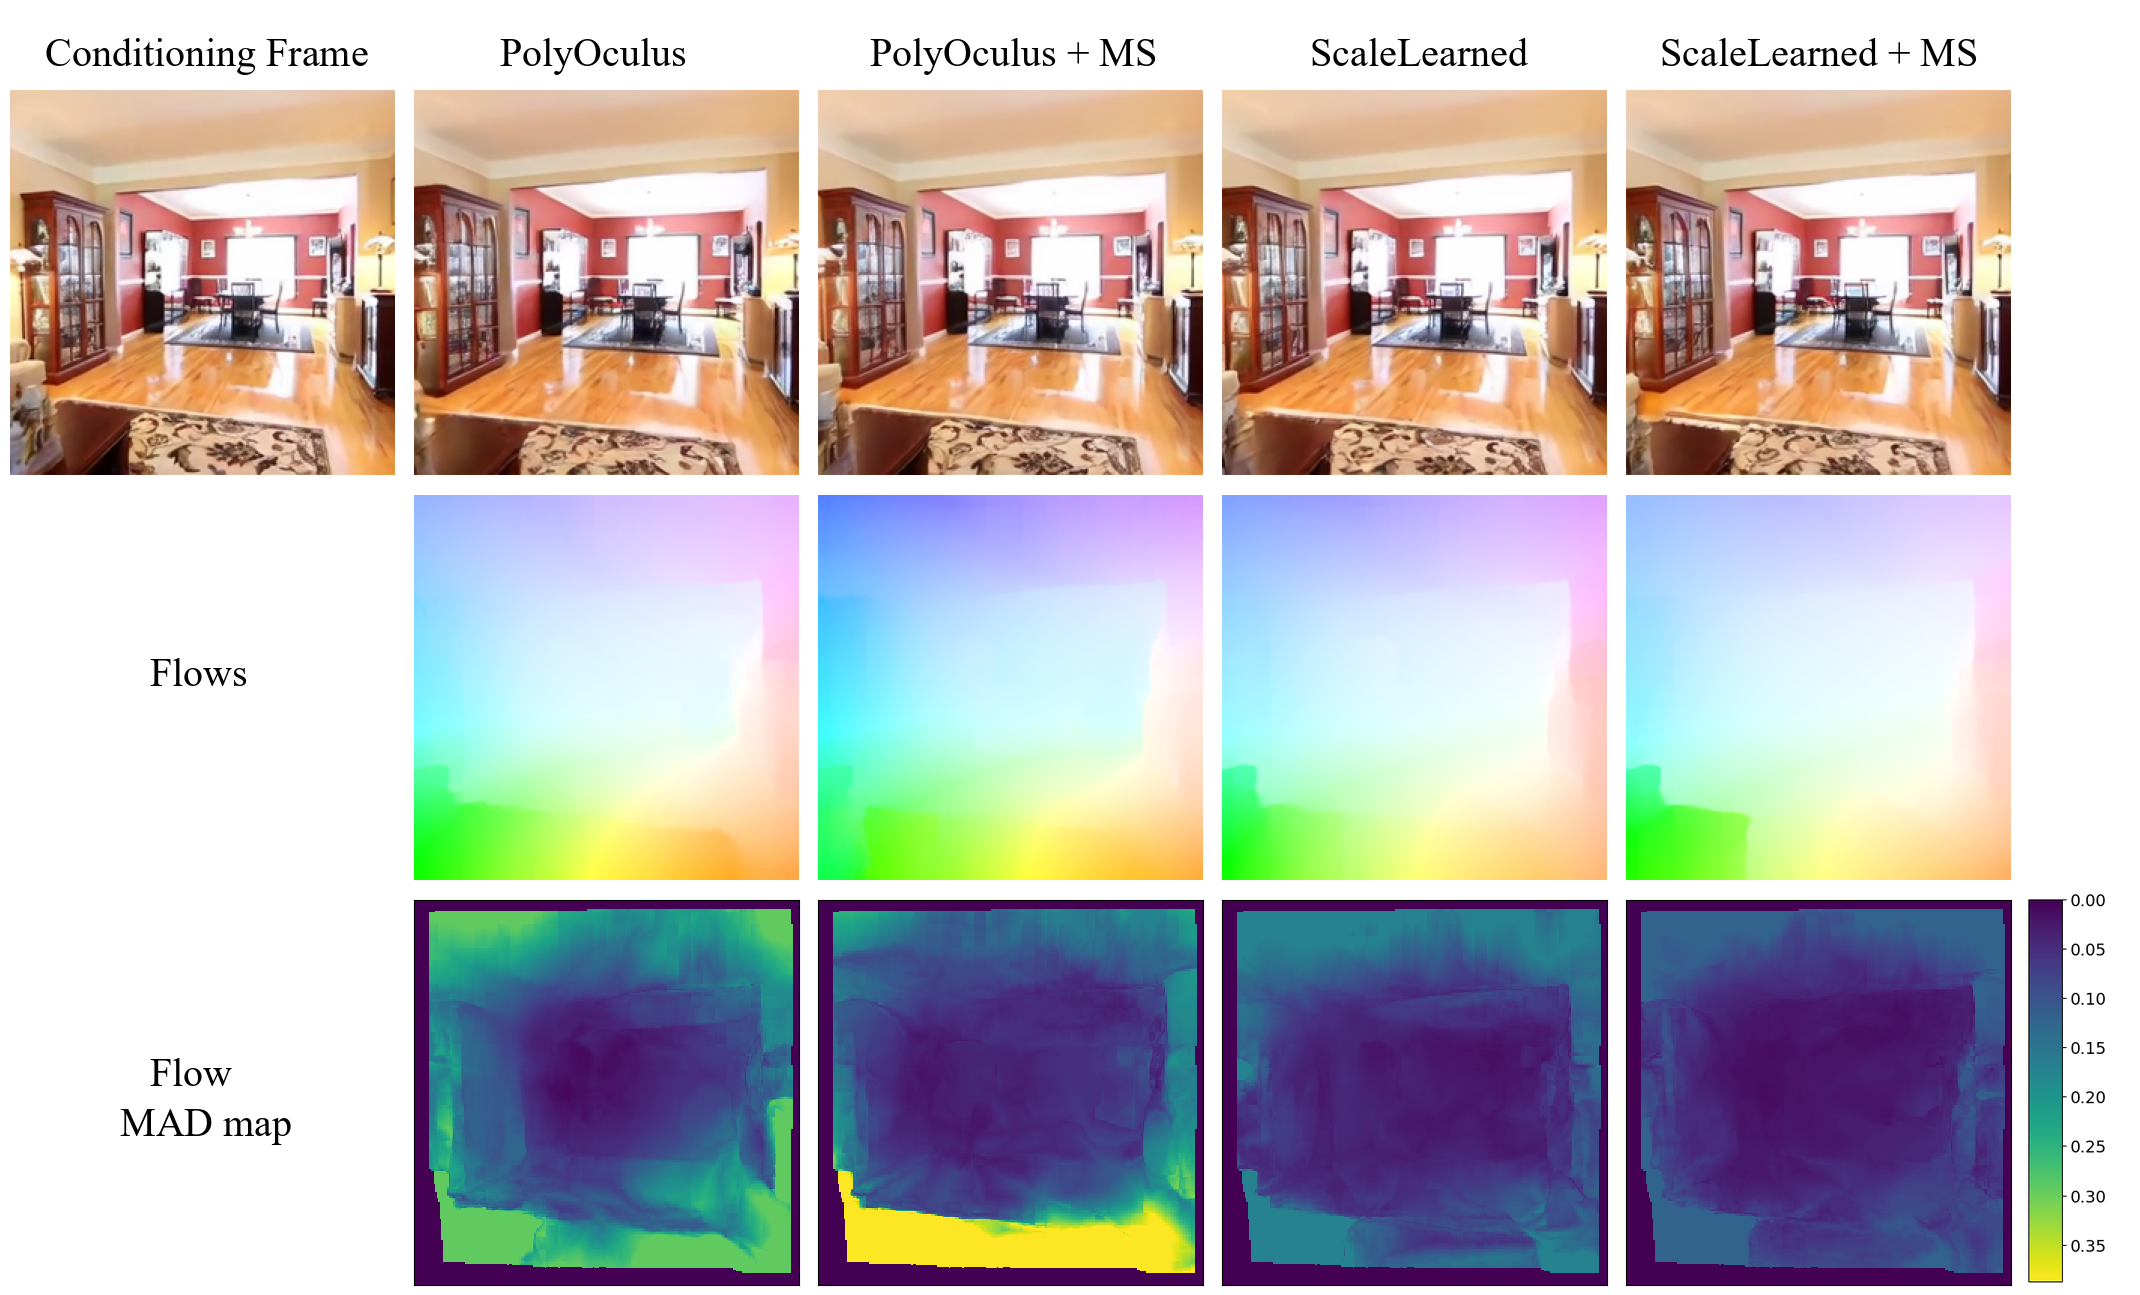 Conditioning Frame
PolyOculus
PolyOculus + MS
ScaleLearned
ScaleLearned + MS
Flows
Flow
MAD map
0.00
0.05
0.10
0.15
0.20
0.25
0.30
0.35